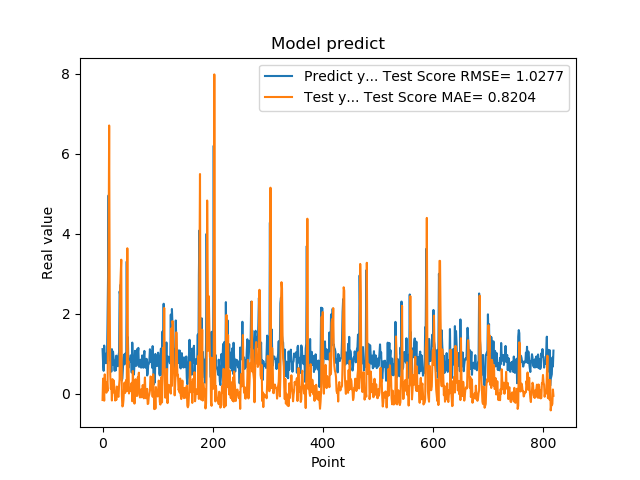 Model predict
Predict y... Test Score RMSE= 1.0277
Test y... Test Score MAE= 0.8204
Real value
8
6
4
2
0
0 200 400 600 800
Point